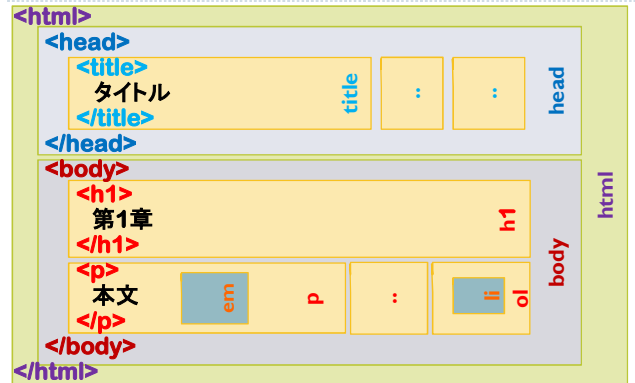 <html>
<head>
<title>
タイトル
</title>
title
:
:
head
</head>
<body>
<h1>
第1章
</h1>
h1
<p>
本文
</p>
em
p
:
li
ol
body
</body>
html
</html>